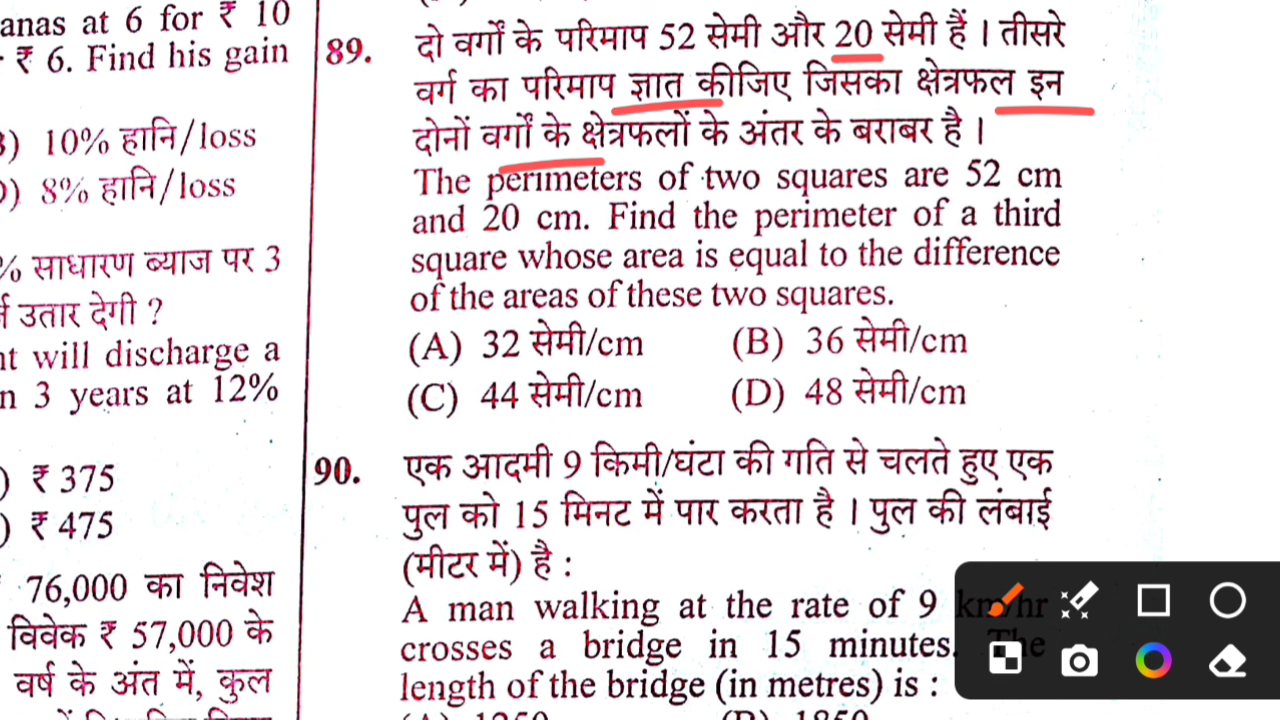 anas at 6 for ₹ 10
₹ 6. Find his gain
10% हानि/loss
8% हानि/loss
% साधारण ब्याज पर 3
उतार देगी ?
will discharge a
3 years at 12%
₹ 375
₹ 475
76,000 का निवेश
विवेक ₹ 57,000 के
वर्ष के अंत में, कुल
89. दो वर्गों के परिमाप 52 सेमी और 20 सेमी हैं । तीसरे
वर्ग का परिमाप ज्ञात कीजिए जिसका क्षेत्रफल इन
दोनों वर्गों के क्षेत्रफलों के अंतर के बराबर है ।
The perimeters of two squares are 52 cm
and 20 cm. Find the perimeter of a third
square whose area is equal to the difference
of the areas of these two squares.
(A) 32 सेमी/cm (B) 36 सेमी/cm
(C) 44 सेमी/cm (D) 48 सेमी/cm
90. एक आदमी 9 किमी/घंटा की गति से चलते हुए एक
पुल को 15 मिनट में पार करता है । पुल की लंबाई
(मीटर में) है :
A man walking at the rate of 9 km/hr
crosses a bridge in 15 minutes. The
length of the bridge (in metres) is :